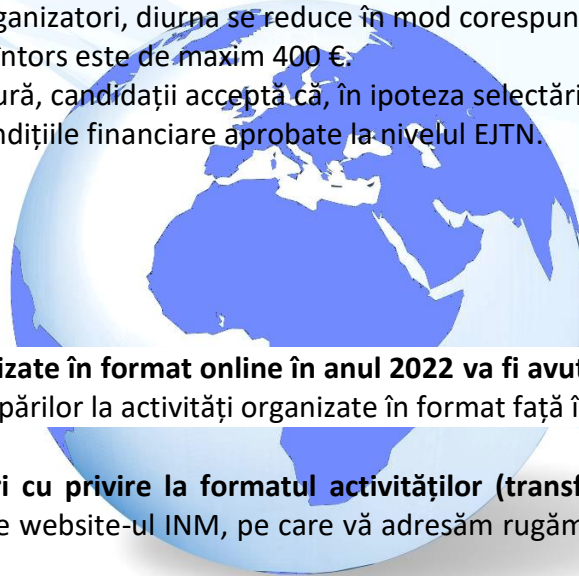 ganizatori, diurna se reduce în mod corespun
întors este de maxim 400 €.
ură, candidații acceptă că, în ipoteza selectări
ndițiile financiare aprobate la nivelul EJTN.
izate în format online în anul 2022 va fi avut
părilor la activități organizate în format față î
ri cu privire la formatul activităților (transf
e website-ul INM, pe care vă adresăm rugăm